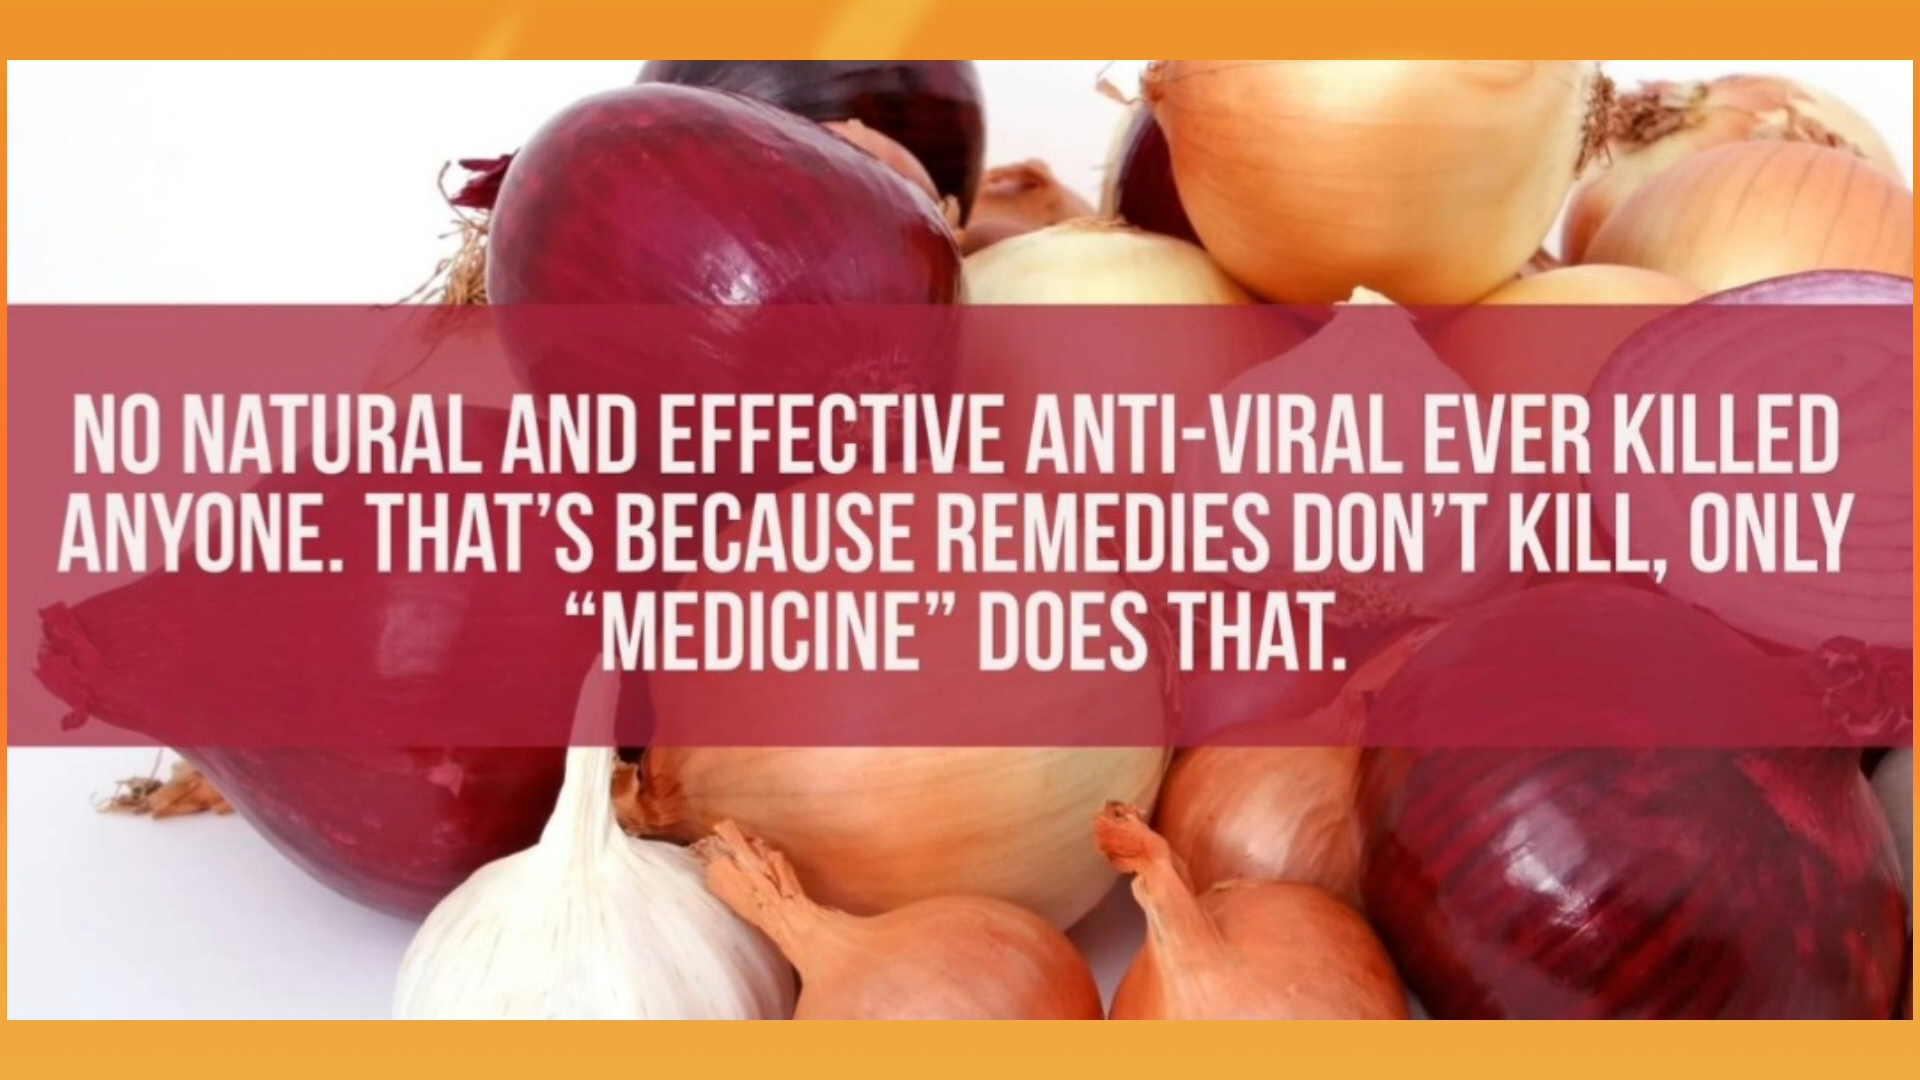 NO NATURAL AND EFFECTIVE ANTI-VIRAL EVER KILLED
ANYONE. THAT’S BECAUSE REMEDIES DON’T KILL, ONLY
“MEDICINE” DOES THAT.